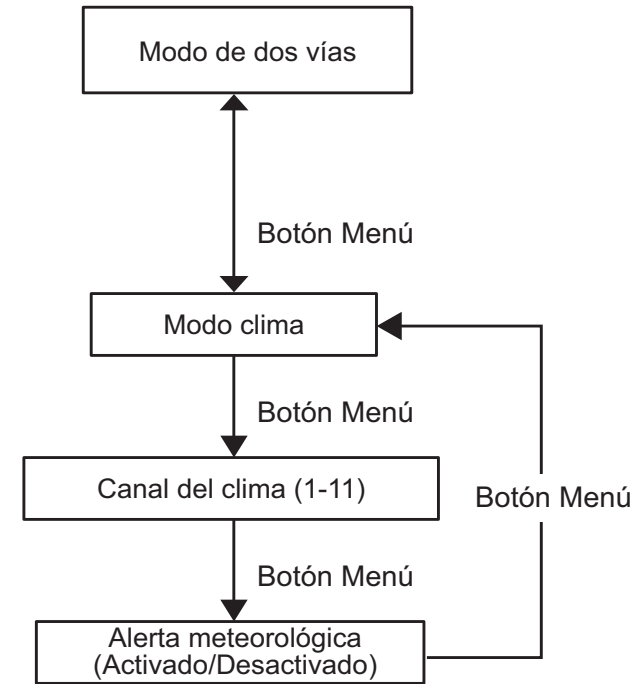 Modo de dos vías
Botón Menú
Modo clima
Botón Menú
Canal del clima (1-11)
Botón Menú
Botón Menú
Alerta meteorológica
(Activado/Desactivado)